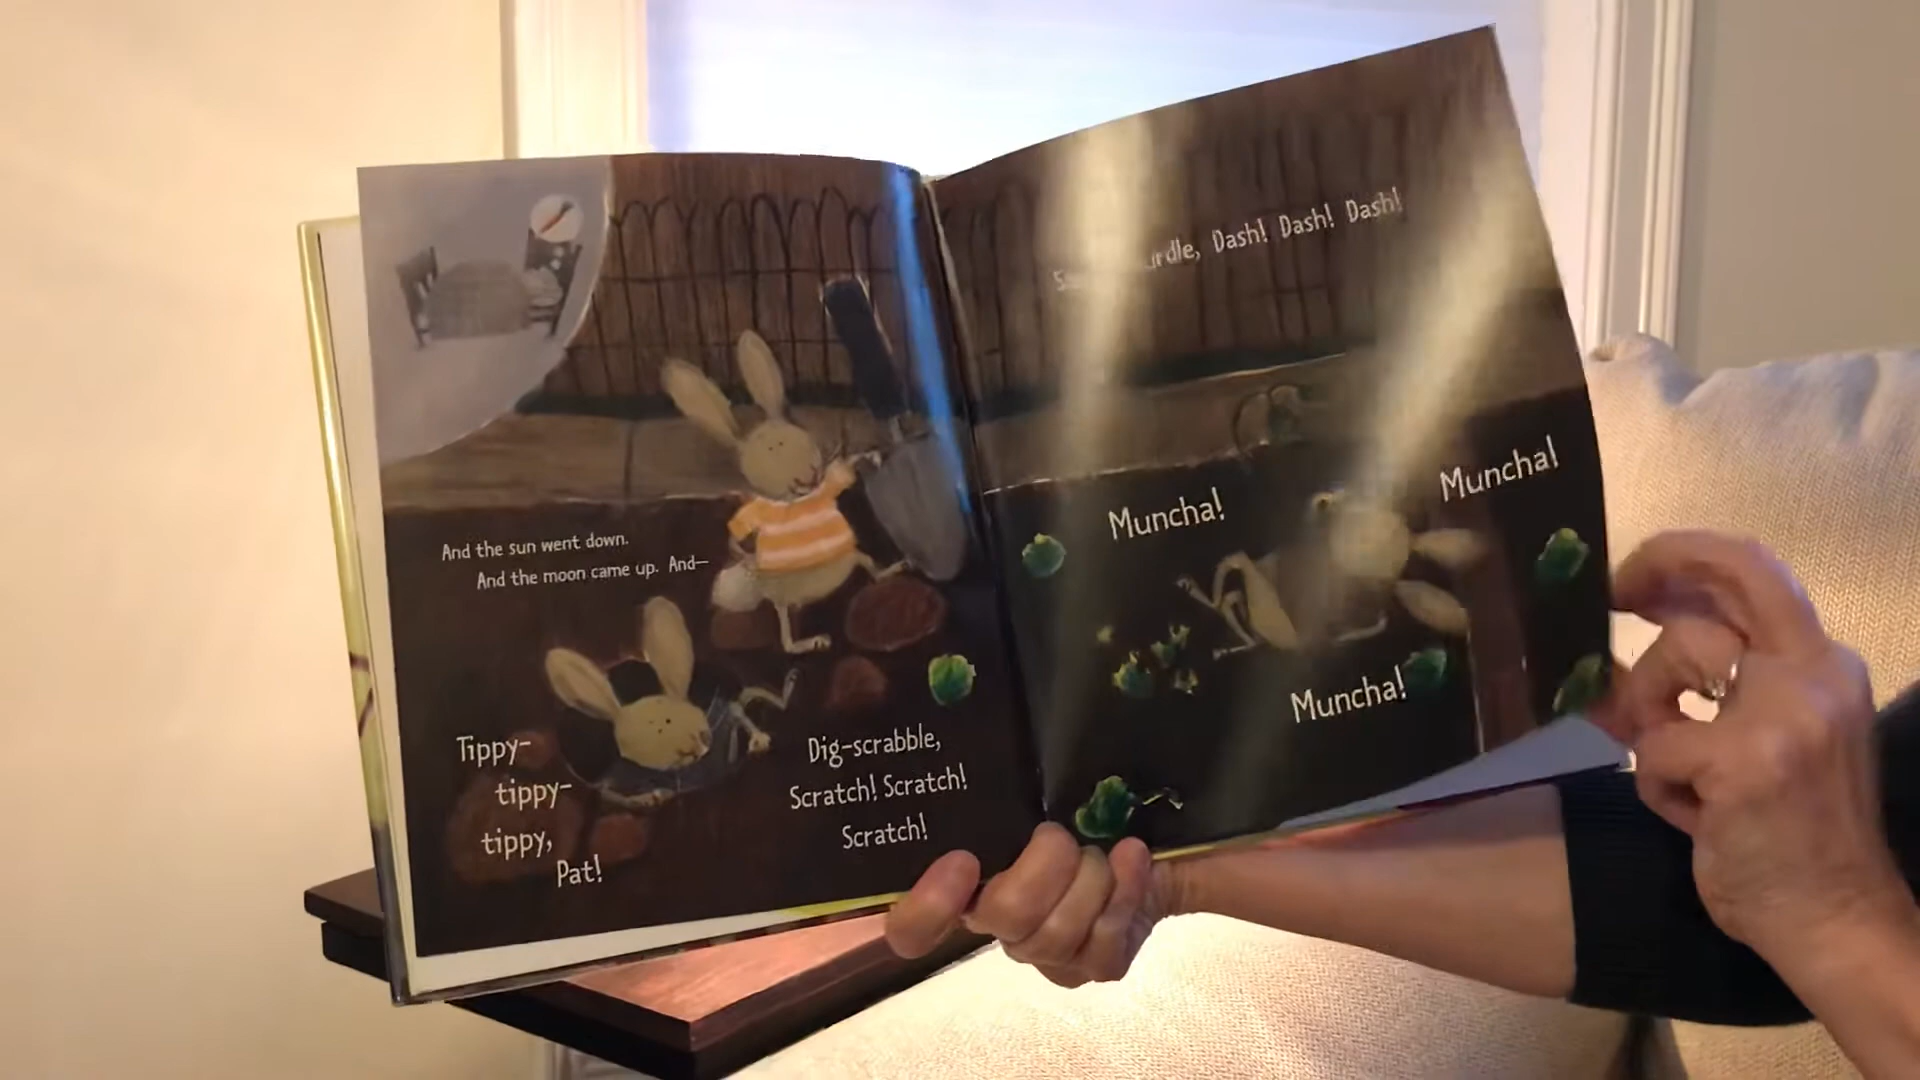 And the sun went down.
And the moon came up. And—
Tippy-
tippy-
tippy,
Pat!
Dig-scrabble,
Scratch! Scratch!
Scratch!
Dash! Dash! Dash!
Muncha!
Muncha!
Muncha!